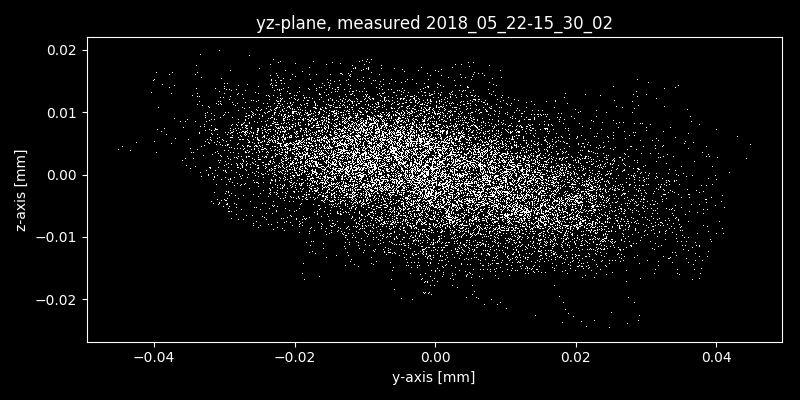 yz-plane, measured 2018_05_22-15_30_02
0.02
0.01
0.00
−0.01
−0.02
z-axis [mm]
−0.04 −0.02 0.00 0.02 0.04
y-axis [mm]